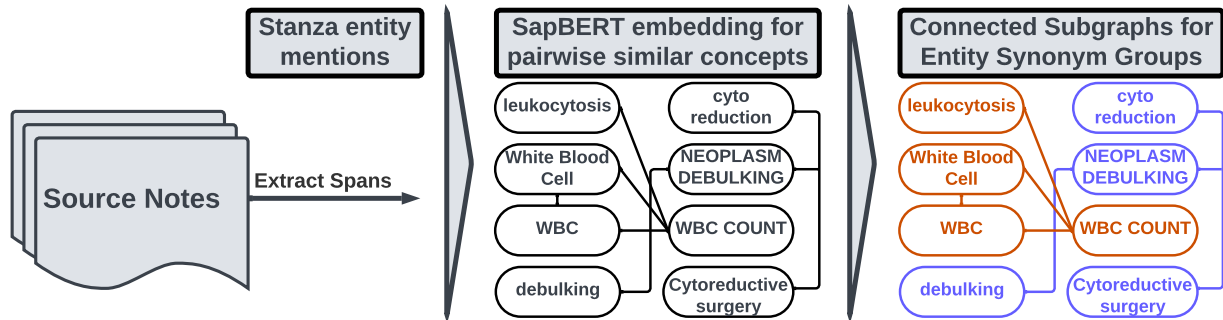 Stanza entity
mentions
Source Notes
Extract Spans
SapBERT embedding for
pairwise similar concepts
leukocytosis
cyto
reduction
White Blood
Cell
NEOPLASM
DEBULKING
WBC
WBC COUNT
debulking
Cytoreductive
surgery
Connected Subgraphs for
Entity Synonym Groups
leukocytosis
cyto
reduction
White Blood
Cell
NEOPLASM
DEBULKING
WBC
WBC COUNT
debulking
Cytoreductive
surgery